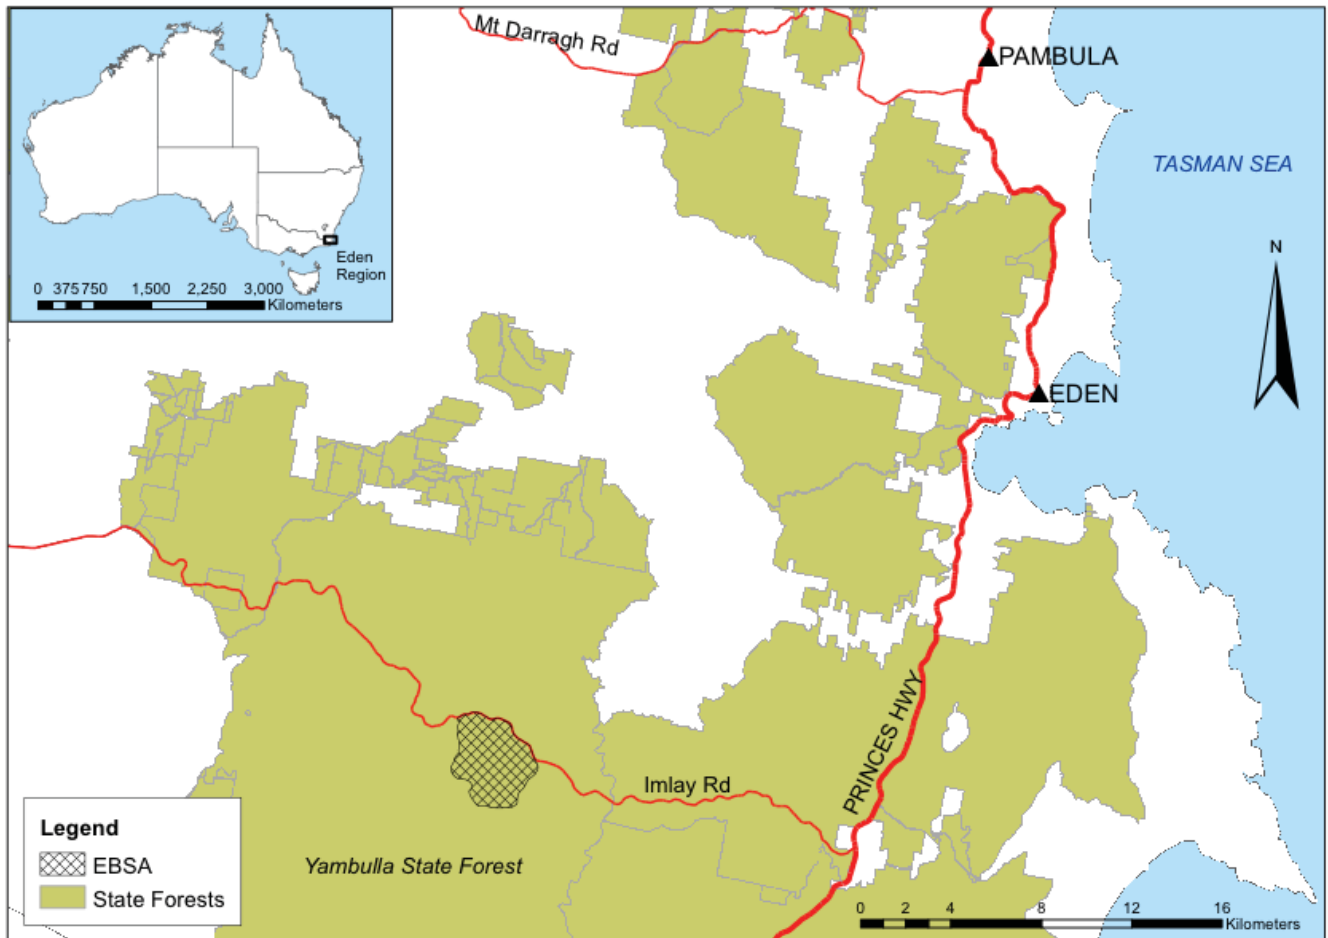 Mt Darragh Rd
PAMBULA
TASMAN SEA
N
Eden
Region
0 375 750 1,500 2,250 3,000
Kilometers
EDEN
PRINCES HWY
Imlay Rd
Yambulla State Forest
Legend
EBSA
State Forests
0 2 4 8 12 16
Kilometers